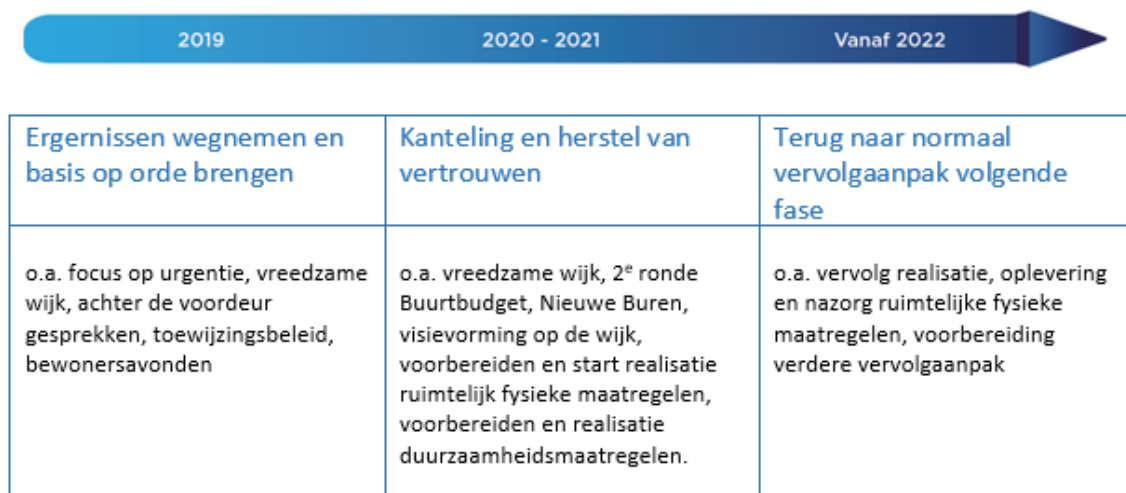 2019
2020 - 2021
Vanaf 2022
Ergernissen wegnemen en
basis op orde brengen
Kanteling en herstel van
vertrouwen
Terug naar normaal
vervolgaanpak volgende
fase
o.a. focus op urgentie, vreedzame
wijk, achter de voordeur
gesprekken, toewijzingsbeleid,
bewonersavonden
o.a. vreedzame wijk, 2e ronde
Buurtbudget, Nieuwe Buren,
visievorming op de wijk,
voorbereiden en start realisatie
ruimtelijk fysieke maatregelen,
voorbereiden en realisatie
duurzaamheidsmaatregelen.
o.a. vervolg realisatie, oplevering
en nazorg ruimtelijke fysieke
maatregelen, voorbereiding
verdere vervolgaanpak